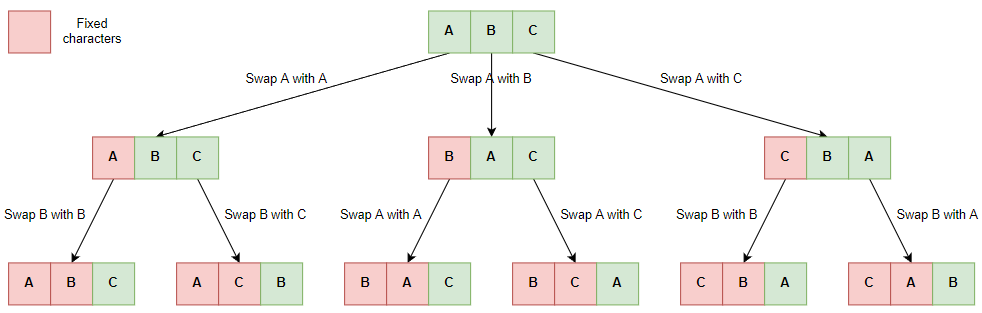 Fixed
characters
A B C
Swap A with A
Swap A with B
Swap A with C
A B C
B A C
C B A
Swap B with B
Swap B with C
Swap A with A
Swap A with C
Swap B with B
Swap B with A
A B C
A C B
B A C
B C A
C B A
C A B